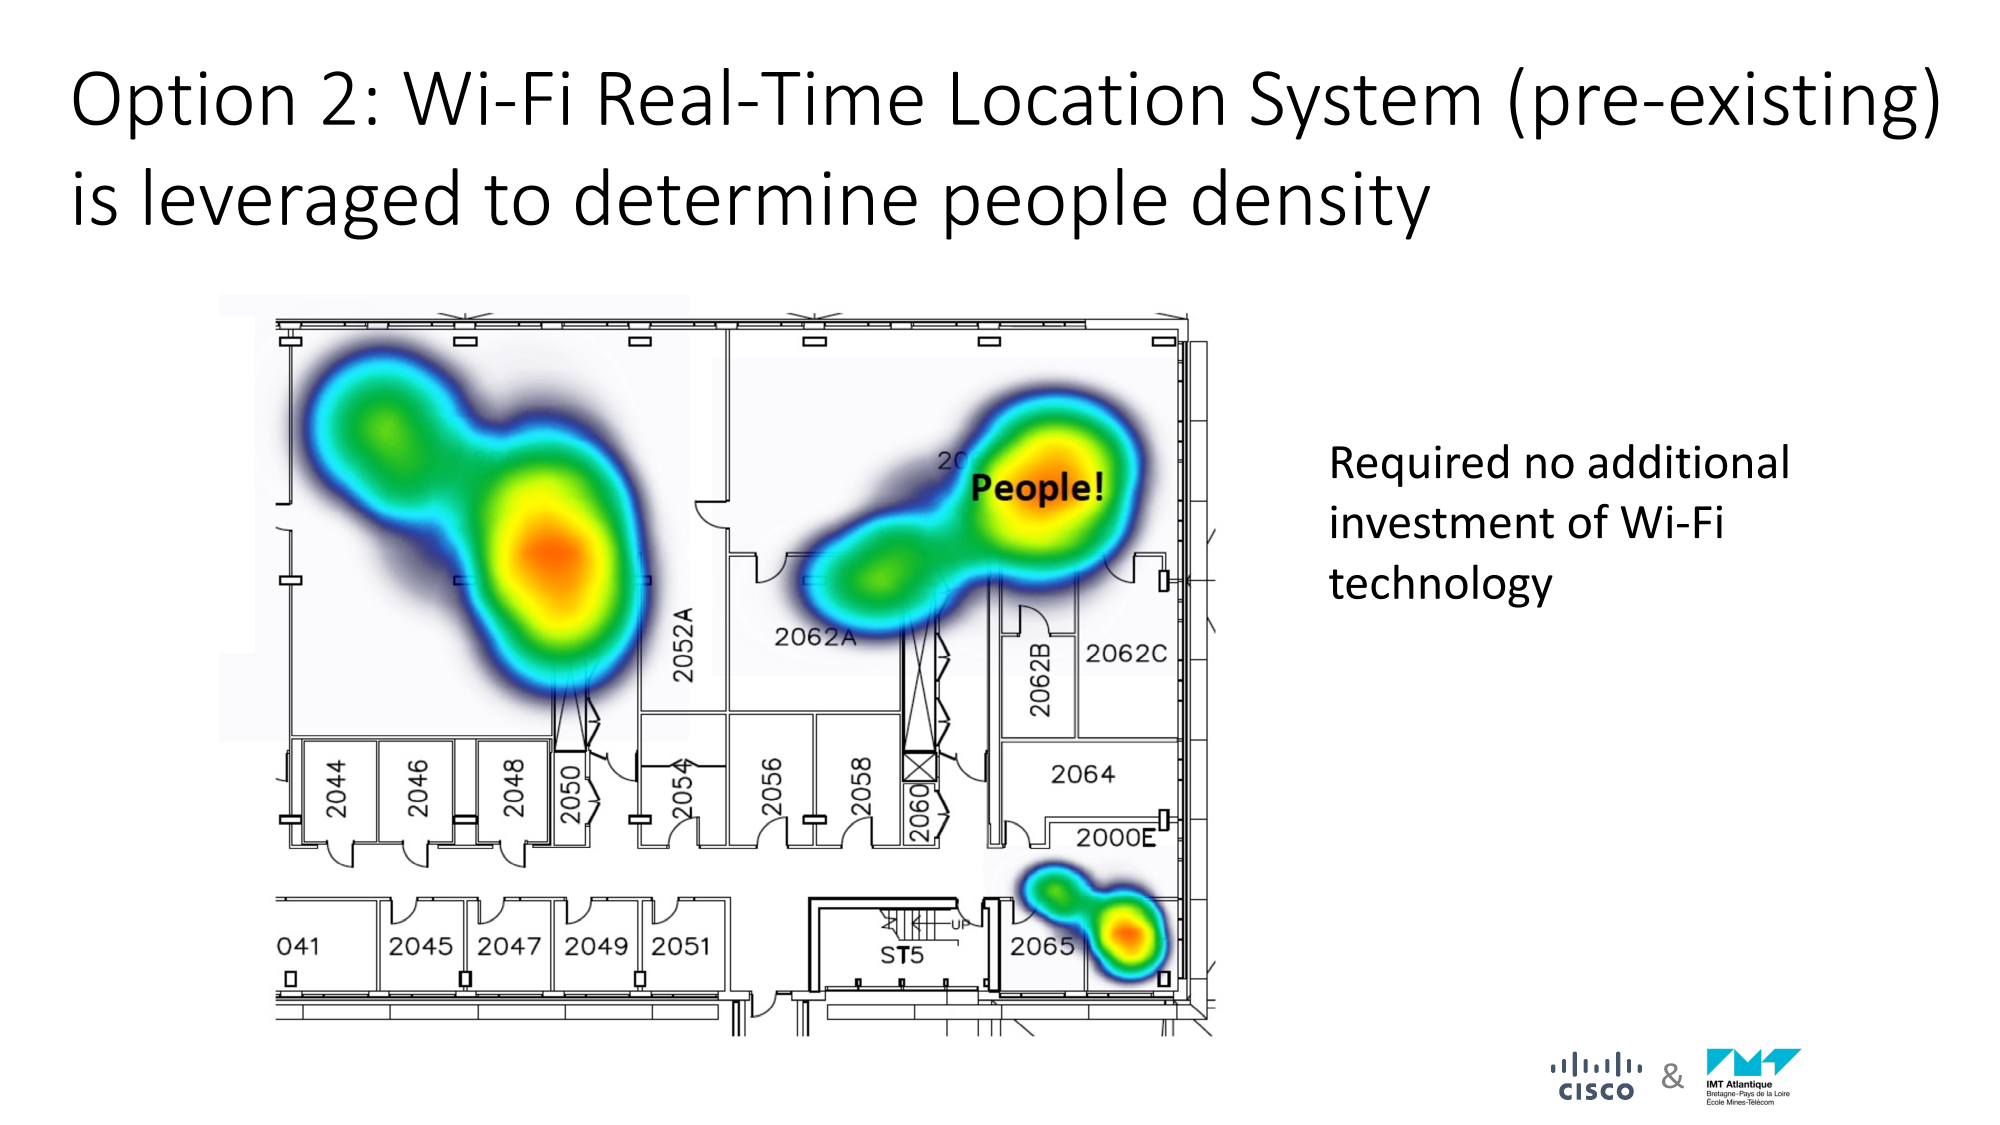 Option 2: Wi-Fi Real-Time Location System (pre-existing)
is leveraged to determine people density
People!
Required no additional
investment of Wi-Fi
technology
2052A
2062A
2062B
2062C
2044
2046
2048
2050
2054
2056
2058
2060
2064
2000E
041
2045
2047
2049
2051
UP
ST5
2065
CISCO
&
IMT Atlantique
Bretagne-Pays de la Loire
École Mines-Télécom